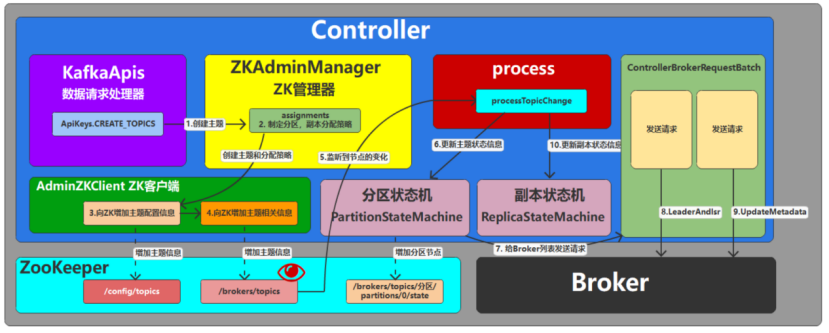 Controller
KafkaApis
数据请求处理器
ApiKeys.CREATE_TOPICS
1.创建主题
ZKAdminManager
ZK管理器
assignments
2. 制定分区，副本分配策略
创建主题和分配策略
5.监听到节点的变化
process
processTopicChange
6.更新主题状态信息
10.更新副本状态信息
ControllerBrokerRequestBatch
发送请求
发送请求
AdminZKClient ZK客户端
3.向ZK增加主题配置信息
4.向ZK增加主题相关信息
分区状态机
PartitionStateMachine
副本状态机
ReplicaStateMachine
8.LeaderAndIsr
9.UpdateMetadata
增加主题信息
增加主题信息
增加分区节点
7. 给Broker列表发送请求
ZooKeeper
/config/topics
/brokers/topics
/brokers/topics/分区/
partitions/0/state
Broker